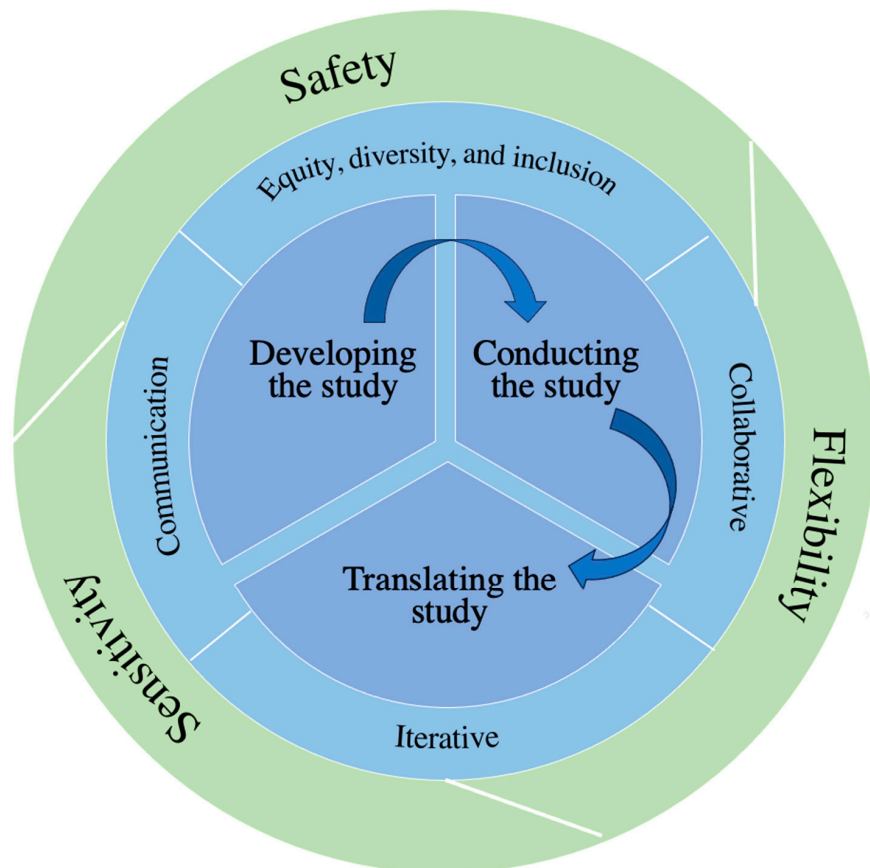 Safety
Equity, diversity, and inclusion
Developing
the study
Conducting
the study
Communication
Collaborative
Flexibility
Translating the
study
Sensitivity
Iterative